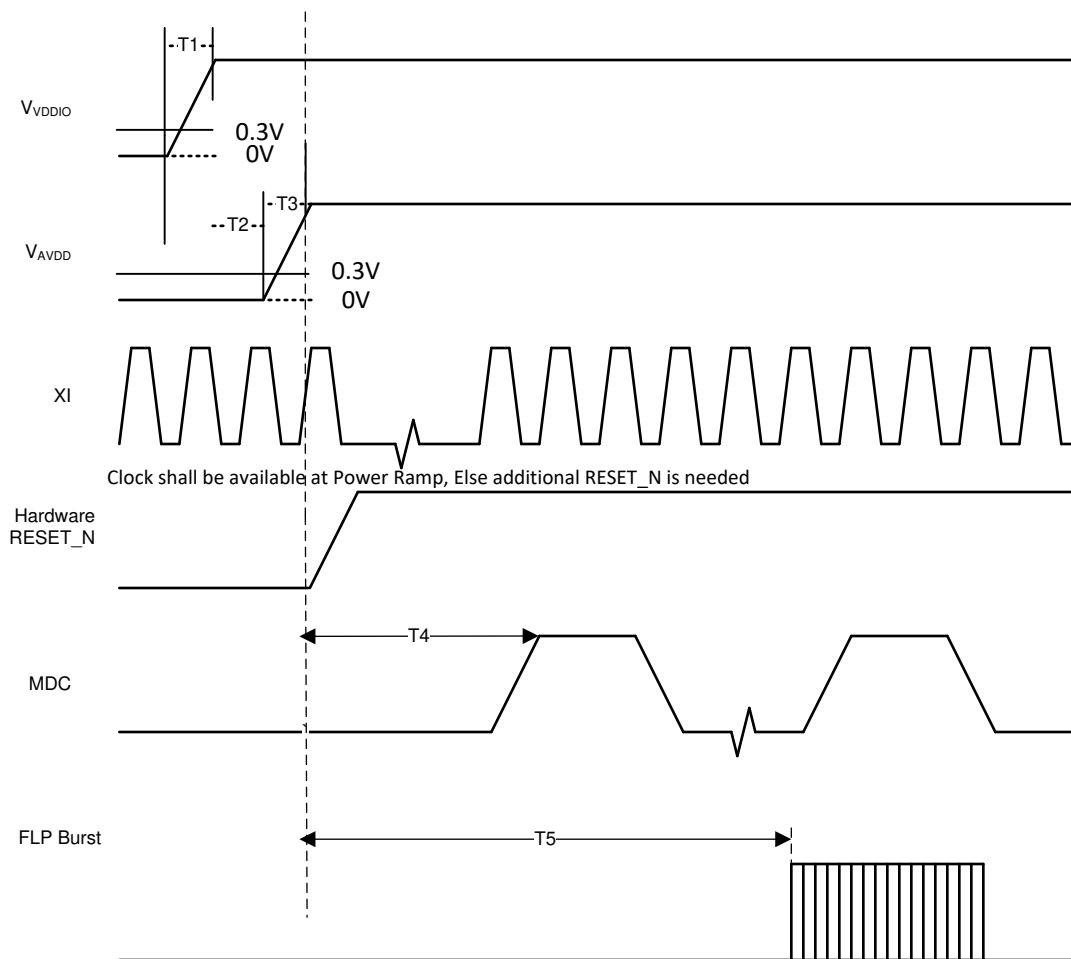 T1
VVDDIO
0.3V
0V
T3
T2
VAVDD
0.3V
0V
XI
Clock shall be available at Power Ramp, Else additional RESET_N is needed
Hardware
RESET_N
T4
MDC
FLP Burst
T5